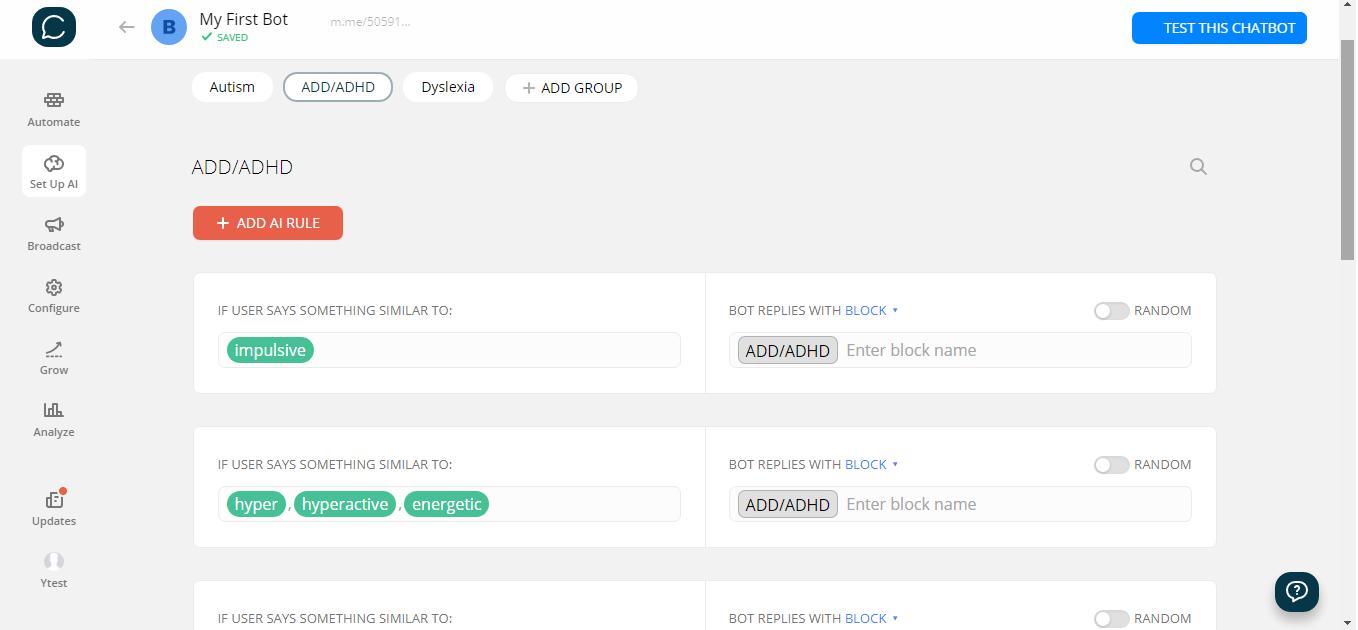 B
My First Bot
m.me/50591...
SAVED
TEST THIS CHATBOT
Automate
Set Up AI
Broadcast
Configure
Grow
Analyze
Updates
Ytest
Autism
ADD/ADHD
Dyslexia
+ ADD GROUP
ADD/ADHD
+ ADD AI RULE
IF USER SAYS SOMETHING SIMILAR TO:
impulsive
BOT REPLIES WITH BLOCK
RANDOM
ADD/ADHD Enter block name
IF USER SAYS SOMETHING SIMILAR TO:
hyper , hyperactive , energetic
BOT REPLIES WITH BLOCK
RANDOM
ADD/ADHD Enter block name
IF USER SAYS SOMETHING SIMILAR TO:
BOT REPLIES WITH BLOCK
RANDOM